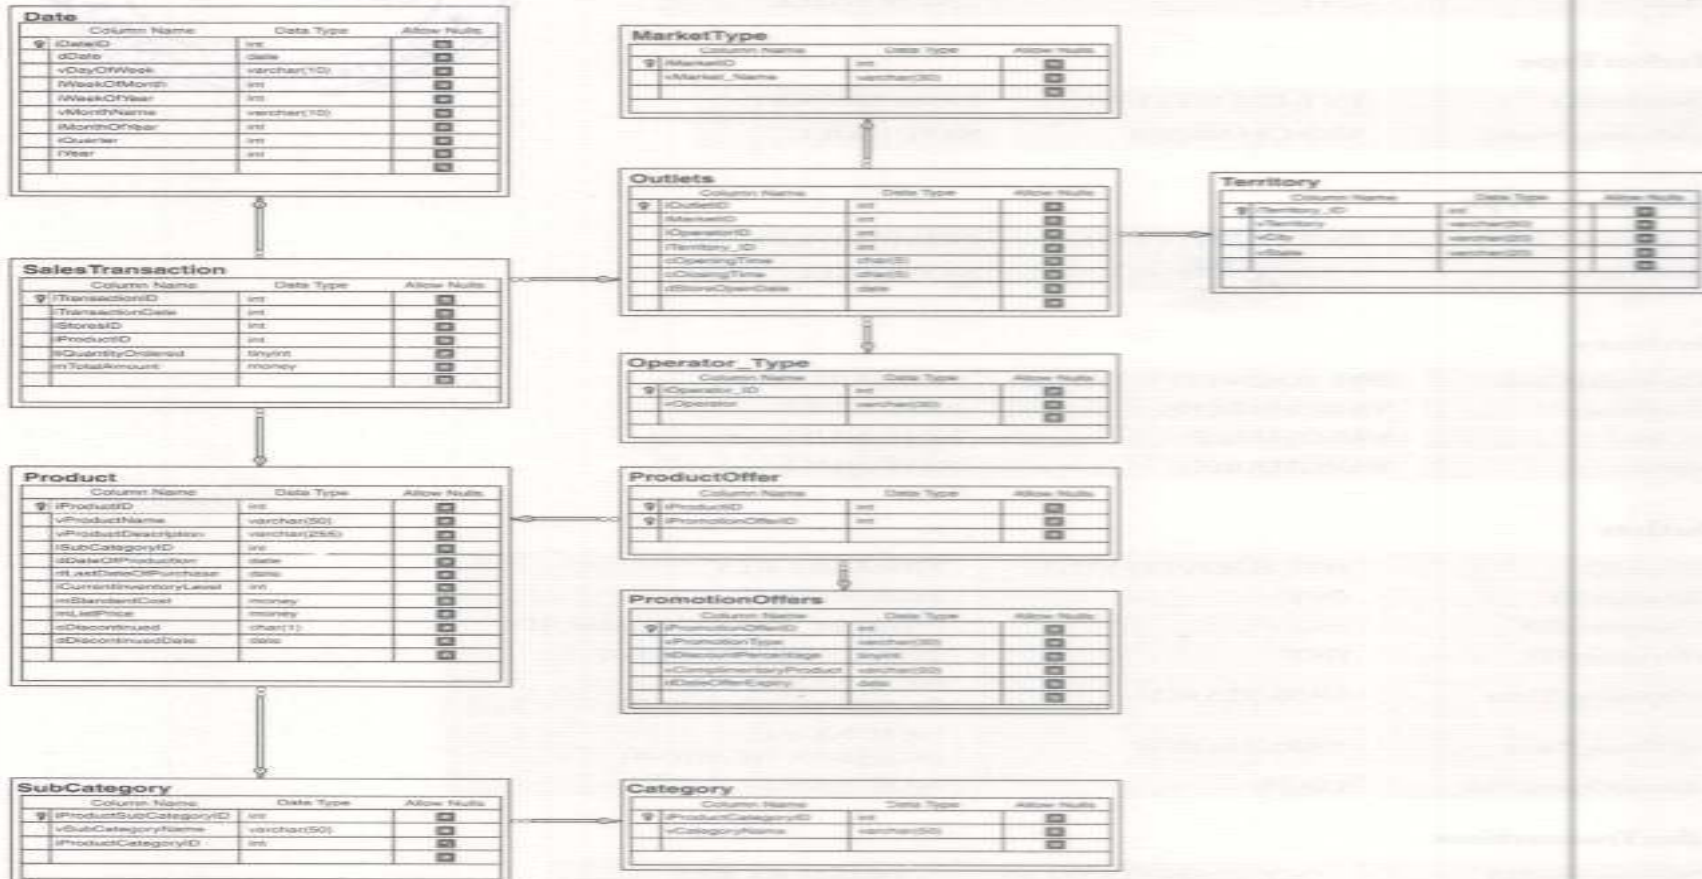 Date
Column Name Data Type Allow Nulls
iDateID int
dDate date
vDayOfWeek varchar(10)
iWeekOfMonth int
iWeekOfYear int
vMonthName varchar(10)
iMonthOfYear int
iQuarter int
iYear int
MarketType
Column Name Data Type Allow Nulls
iMarketID int
vMarket_Name varchar(30)
Outlets
Column Name Data Type Allow Nulls
iOutletID int
iMarketID int
iOperatorID int
iTerritory_ID int
cOpeningTime char(5)
cClosingTime char(5)
dStoreOpenDate date
Territory
Column Name Data Type Allow Nulls
iTerritory_ID int
vTerritory varchar(50)
vCity varchar(20)
vState varchar(20)
SalesTransaction
Column Name Data Type Allow Nulls
iTransactionID int
iTransactionDate int
iStoresID int
iProductID int
tiQuantityOrdered tinyint
mTotalAmount money
Operator_Type
Column Name Data Type Allow Nulls
iOperator_ID int
vOperator varchar(30)
Product
Column Name Data Type Allow Nulls
iProductID int
vProductName varchar(50)
vProductDescription varchar(255)
iSubCategoryID int
dDateOfProduction date
dLastDateOfPurchase date
iCurrentInventoryLevel int
mStandardCost money
mListPrice money
cDiscontinued char(1)
dDiscontinuedDate date
ProductOffer
Column Name Data Type Allow Nulls
iProductID int
iPromotionOfferID int
PromotionOffers
Column Name Data Type Allow Nulls
iPromotionOfferID int
vPromotionType varchar(30)
tiDiscountPercentage tinyint
vComplimentoryProduct varchar(50)
dDateOfferExpiry date
SubCategory
Column Name Data Type Allow Nulls
iProductSubCategoryID int
vSubCategoryName varchar(50)
iProductCategoryID int
Category
Column Name Data Type Allow Nulls
iProductCategoryID int
vCategoryName varchar(50)